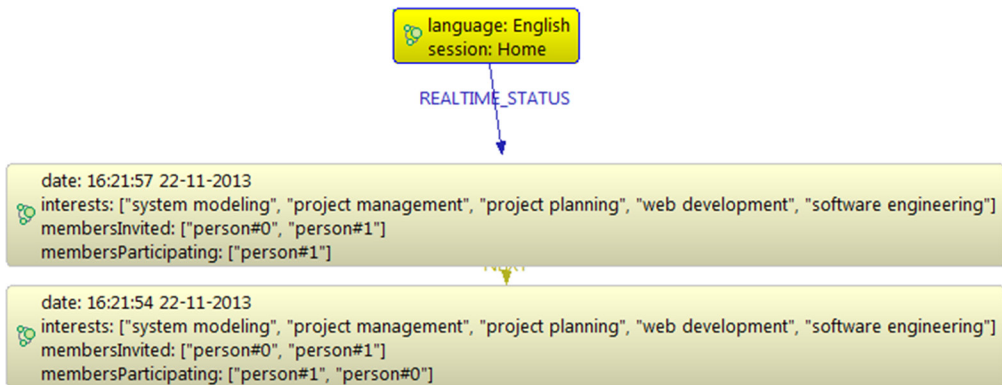 language: English
session: Home
REALTIME_STATUS
date: 16:21:57 22-11-2013
interests: ["system modeling", "project management", "project planning", "web development", "software engineering"]
membersInvited: ["person#0", "person#1"]
membersParticipating: ["person#1"]
NEXT
date: 16:21:54 22-11-2013
interests: ["system modeling", "project management", "project planning", "web development", "software engineering"]
membersInvited: ["person#0", "person#1"]
membersParticipating: ["person#1", "person#0"]